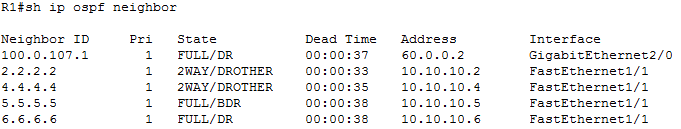 R1#sh ip ospf neighbor
Neighbor ID Pri State Dead Time Address Interface
100.0.107.1 1 FULL/DR 00:00:37 60.0.0.2 GigabitEthernet2/0
2.2.2.2 1 2WAY/DROTHER 00:00:33 10.10.10.2 FastEthernet1/1
4.4.4.4 1 2WAY/DROTHER 00:00:35 10.10.10.4 FastEthernet1/1
5.5.5.5 1 FULL/BDR 00:00:38 10.10.10.5 FastEthernet1/1
6.6.6.6 1 FULL/DR 00:00:38 10.10.10.6 FastEthernet1/1